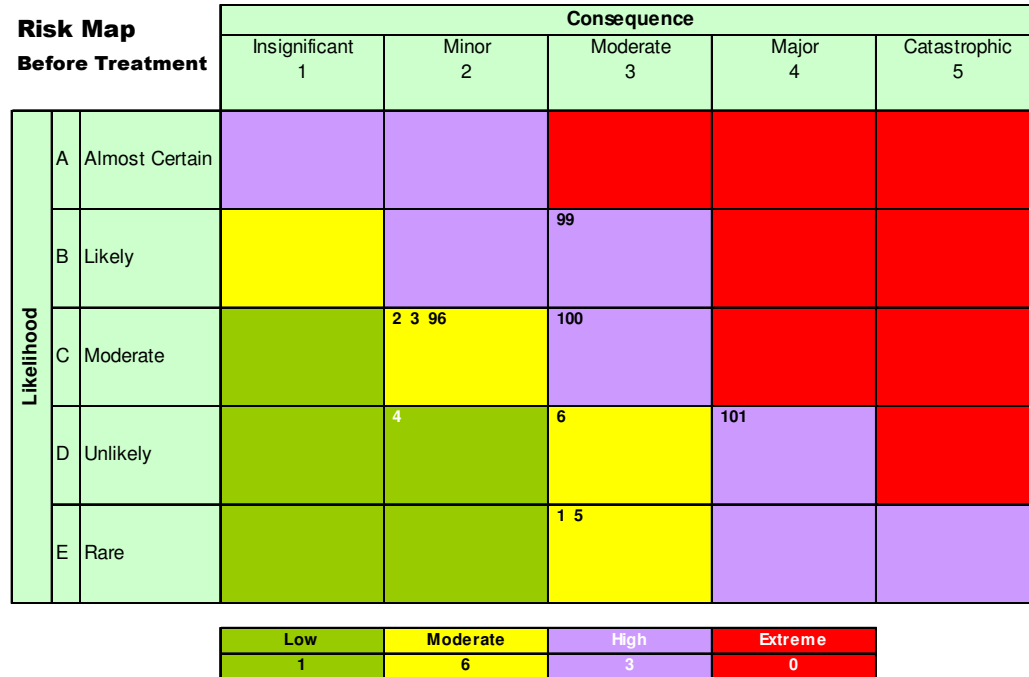 Risk Map
Before Treatment
Consequence
Insignificant Minor Moderate Major Catastrophic
1 2 3 4 5
Likelihood
A Almost Certain
B Likely 99
C Moderate 2 3 96 100
D Unlikely 4 6 101
E Rare 1 5
Low Moderate High Extreme
1 6 3 0